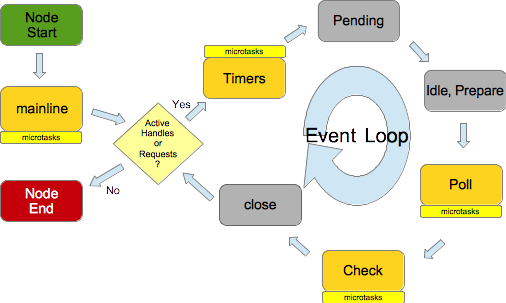 Node
Start
mainline
microtasks
Active
Handles
or
Requests
?
Yes
No
Node
End
microtasks
Timers
Pending
Idle, Prepare
Event Loop
Poll
microtasks
Check
microtasks
close